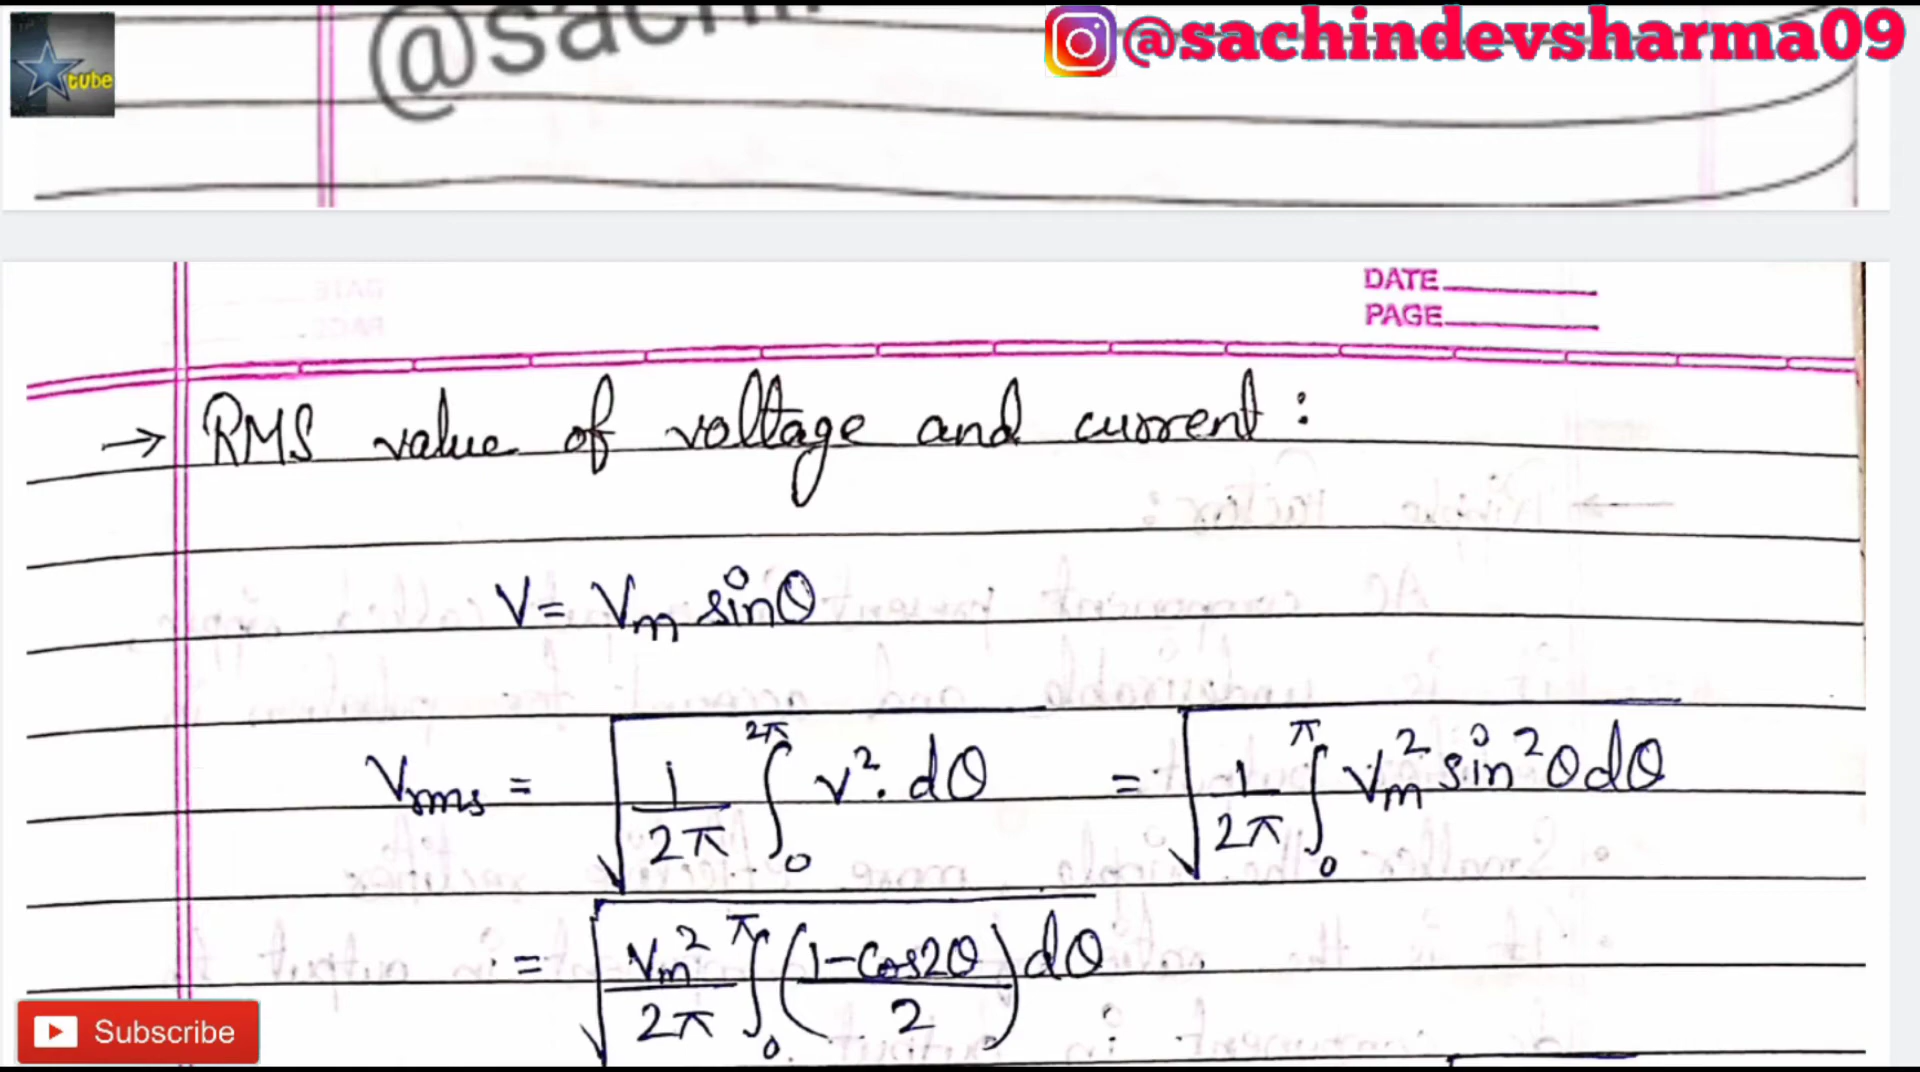 tube
@sachi
@sachindevsharma09
DATE
PAGE
→ RMS value of voltage and current :
V = Vm sinθ
Vrms = √(1/2π ∫₀^2π v². dθ) = √(1/2π ∫₀^π Vm² sin²θ dθ)
= √(Vm²/2π ∫₀^π ((1-cos2θ)/2) dθ)
Subscribe